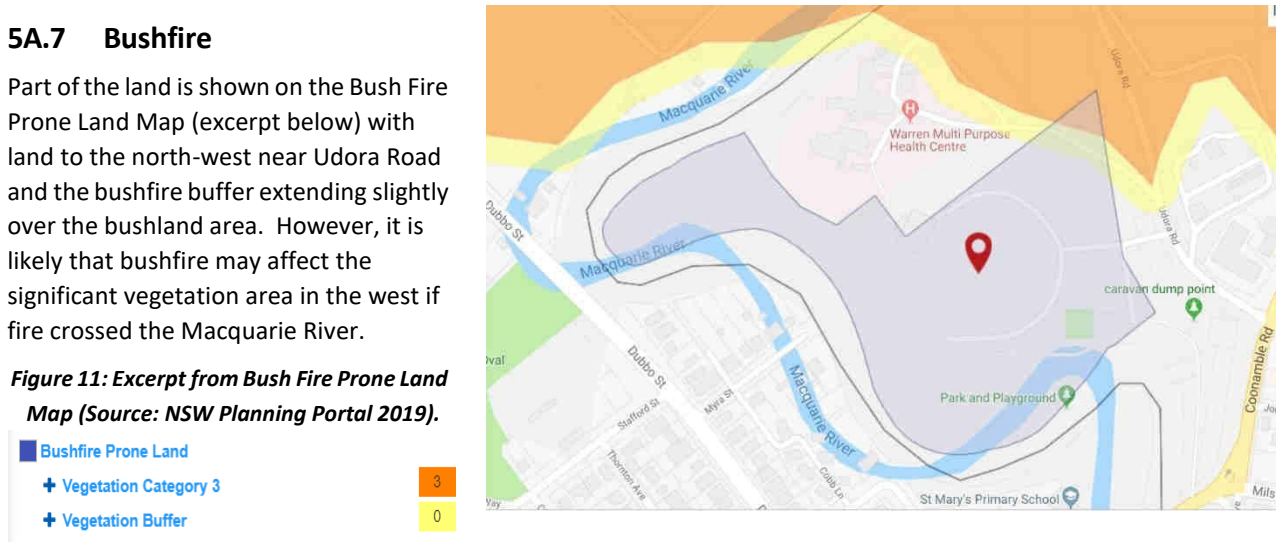 5A.7 Bushfire
Part of the land is shown on the Bush Fire
Prone Land Map (excerpt below) with
land to the north-west near Udora Road
and the bushfire buffer extending slightly
over the bushland area. However, it is
likely that bushfire may affect the
significant vegetation area in the west if
fire crossed the Macquarie River.
Figure 11: Excerpt from Bush Fire Prone Land
Map (Source: NSW Planning Portal 2019).
Bushfire Prone Land
+ Vegetation Category 3
3
+ Vegetation Buffer
0
Udora Rd
Macquarie River
H
Warren Multi Purpose
Health Centre
Dubbo St
Udora Rd
Macquarie River
caravan dump point
Oval
Dubbo St
Coonamble Rd
Macquarie River
Myra St
Park and Playground
Stafford St
Thornton Ave
Cobb Ln
St Mary's Primary School
Mils
Way